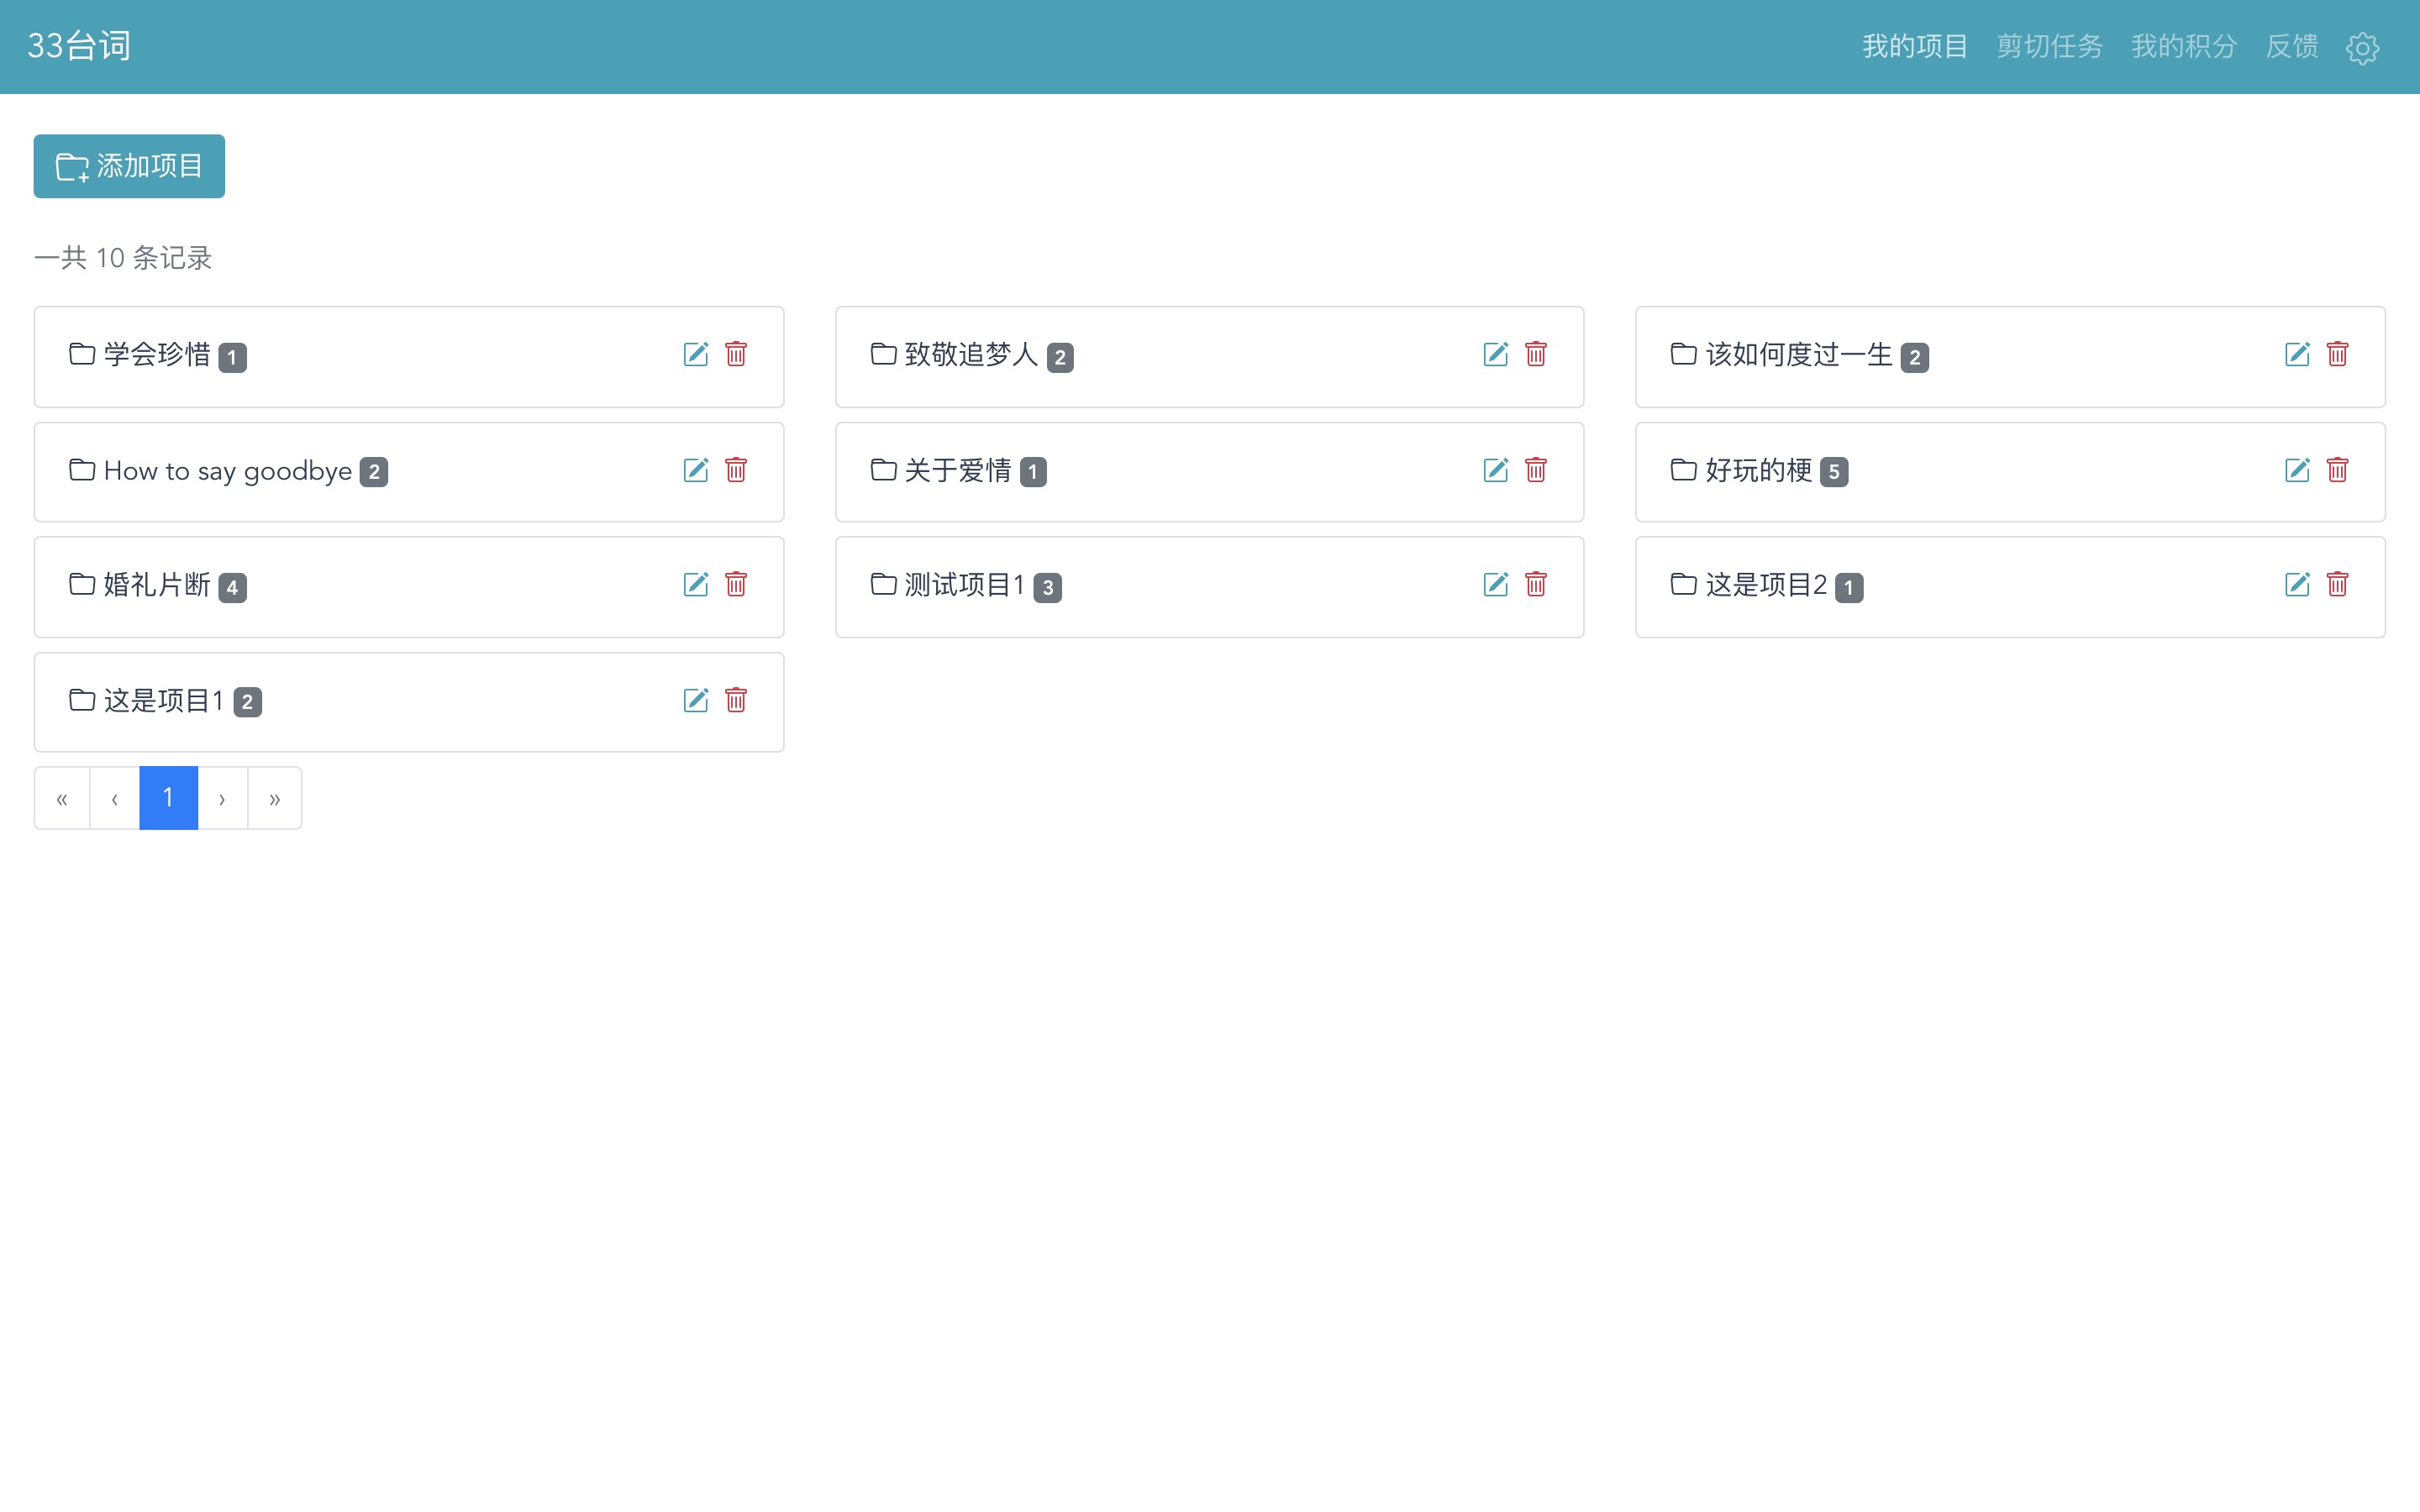 33台词 我的项目 剪切任务 我的积分 反馈
添加项目
一共 10 条记录
学会珍惜 1 致敬追梦人 2 该如何度过一生 2
How to say goodbye 2 关于爱情 1 好玩的梗 5
婚礼片断 4 测试项目1 3 这是项目2 1
这是项目1 2
« ‹ 1 › »